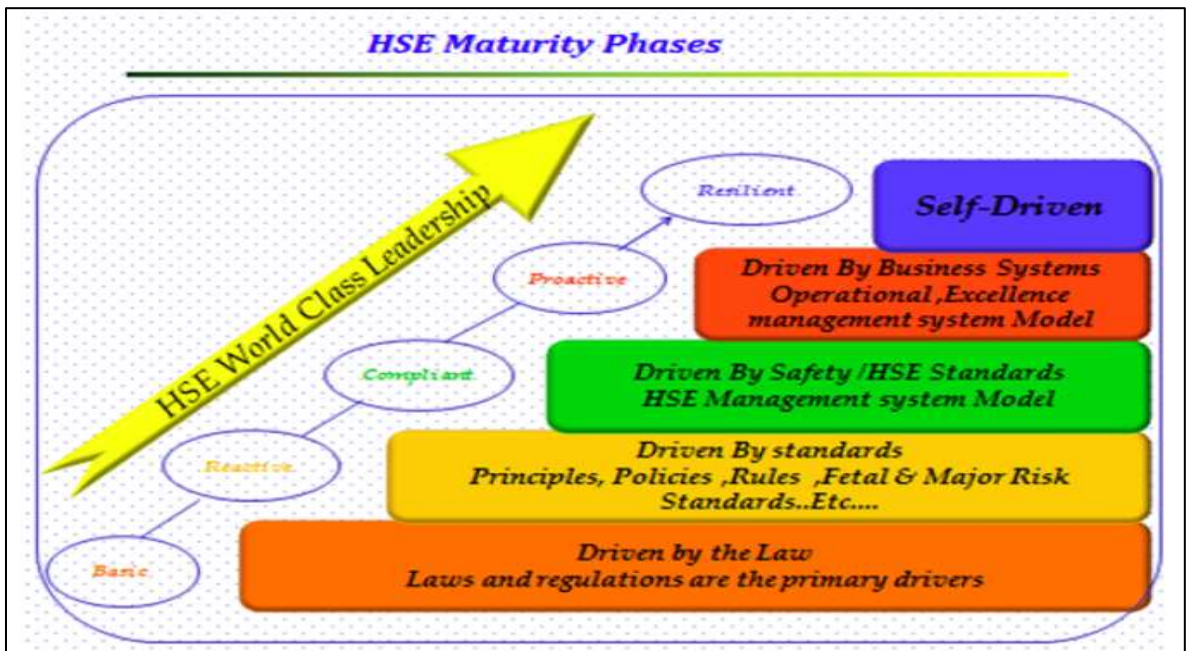 HSE Maturity Phases
HSE World Class Leadership
Resilient
Self-Driven
Proactive
Driven By Business Systems
Operational ,Excellence
management system Model
Compliant
Driven By Safety /HSE Standards
HSE Management system Model
Reactive
Driven By standards
Principles, Policies ,Rules ,Fetal & Major Risk
Standards..Etc....
Basic
Driven by the Law
Laws and regulations are the primary drivers